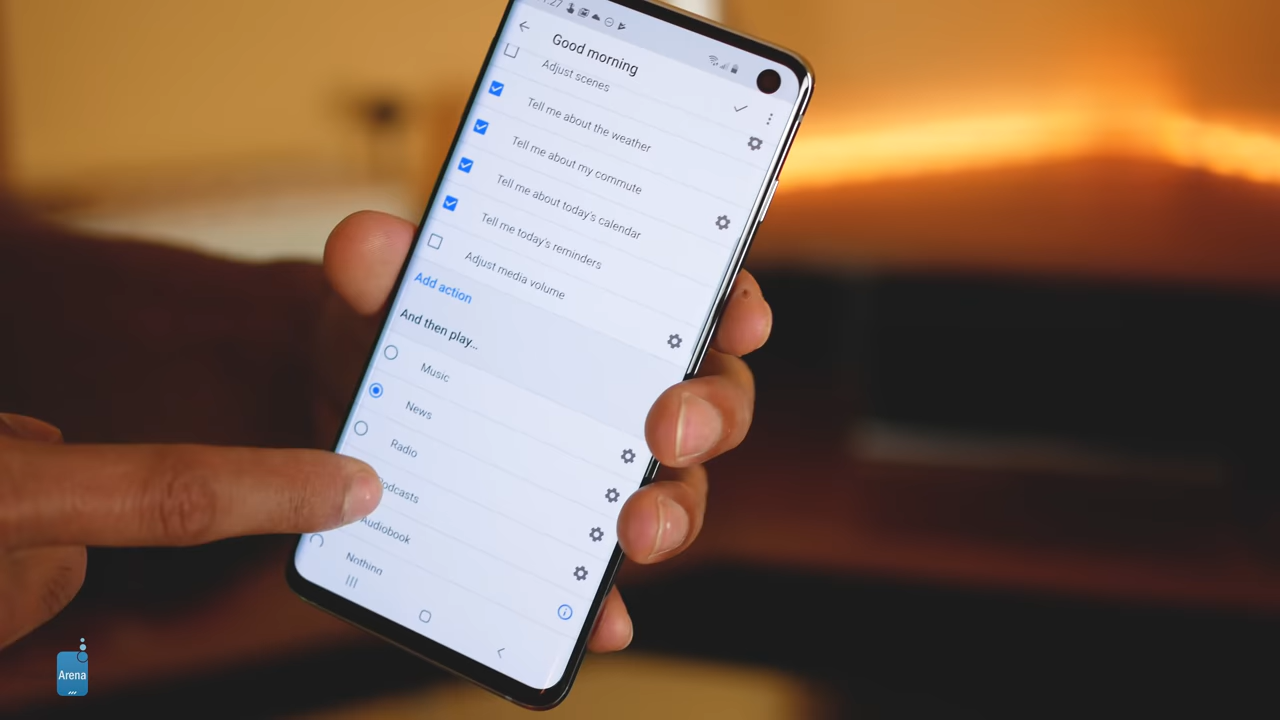 Good morning
Adjust scenes
Tell me about the weather
Tell me about my commute
Tell me about today's calendar
Tell me today's reminders
Adjust media volume
Add action
And then play...
Music
News
Radio
Podcasts
Audiobook
Nothing
Arena